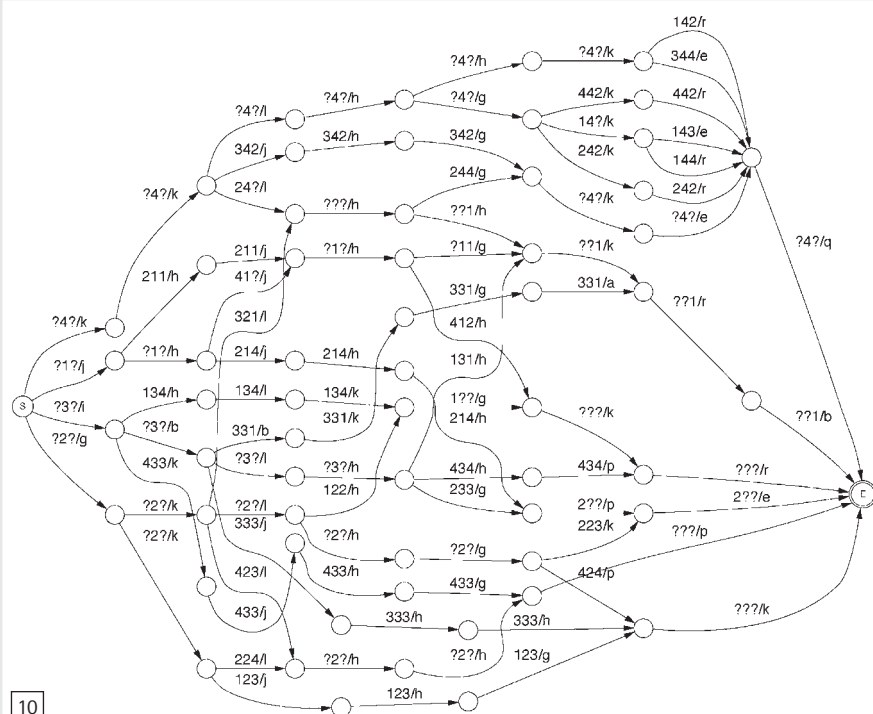 142/r
344/e
?4?/h
?4?/k
442/k
442/r
?4?/l
?4?/h
?4?/g
14?/k
143/e
342/j
342/h
342/g
242/k
144/r
?4?/k
24?/l
244/g
242/r
???/h
??1/h
?4?/k
?4?/e
?4?/q
211/h
211/j
?1?/h
?11/g
??1/k
41?/j
331/g
331/a
?4?/k
321/l
412/h
??1/r
?1?/j
?1?/h
214/j
214/h
131/h
S
?3?/i
134/h
134/l
134/k
1??/g
???/k
??1/b
?2?/g
?3?/b
331/b
331/k
214/h
433/k
?3?/l
?3?/h
434/h
434/p
???/r
E
122/h
233/g
?2?/k
?2?/l
2??/p
2??/e
?2?/k
333/j
?2?/h
?2?/g
223/k
???/p
423/l
433/h
433/g
424/p
433/j
333/h
333/h
???/k
224/l
?2?/h
?2?/h
123/g
123/j
123/h
10